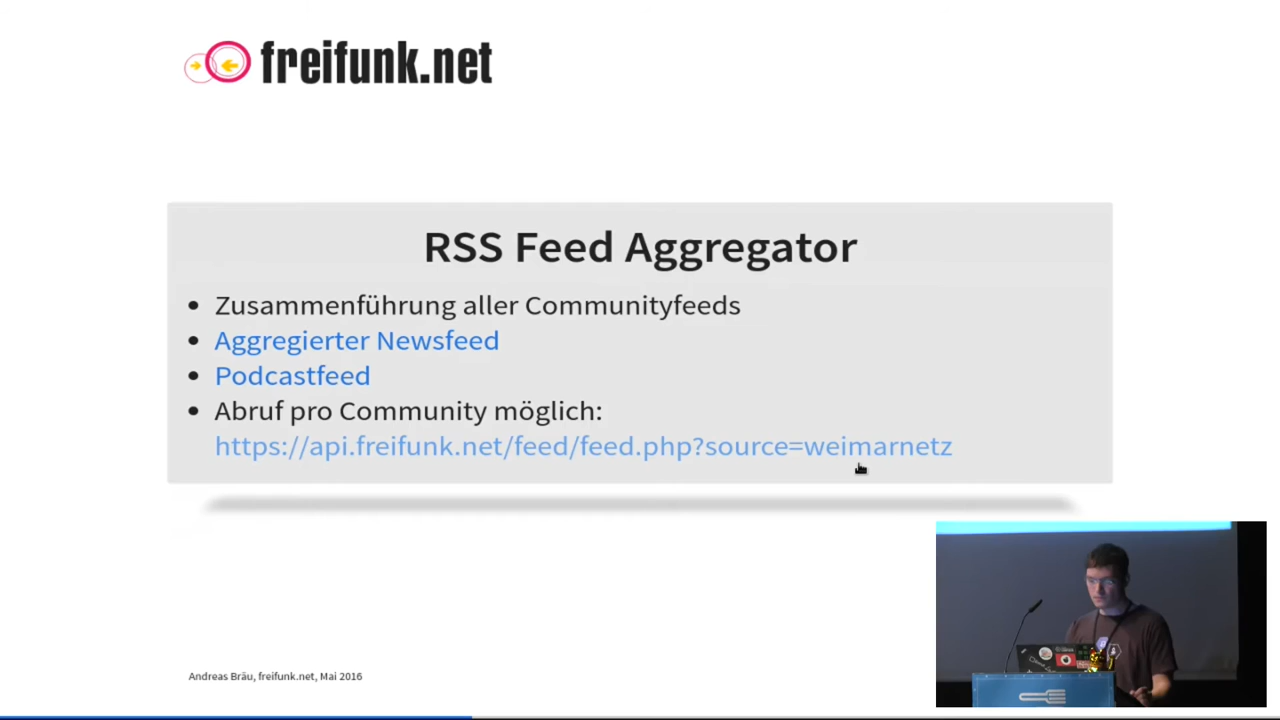 freifunk.net
RSS Feed Aggregator
• Zusammenführung aller Communityfeeds
• Aggregierter Newsfeed
• Podcastfeed
• Abruf pro Community möglich:
https://api.freifunk.net/feed/feed.php?source=weimarnetz
Andreas Bräu, freifunk.net, Mai 2016